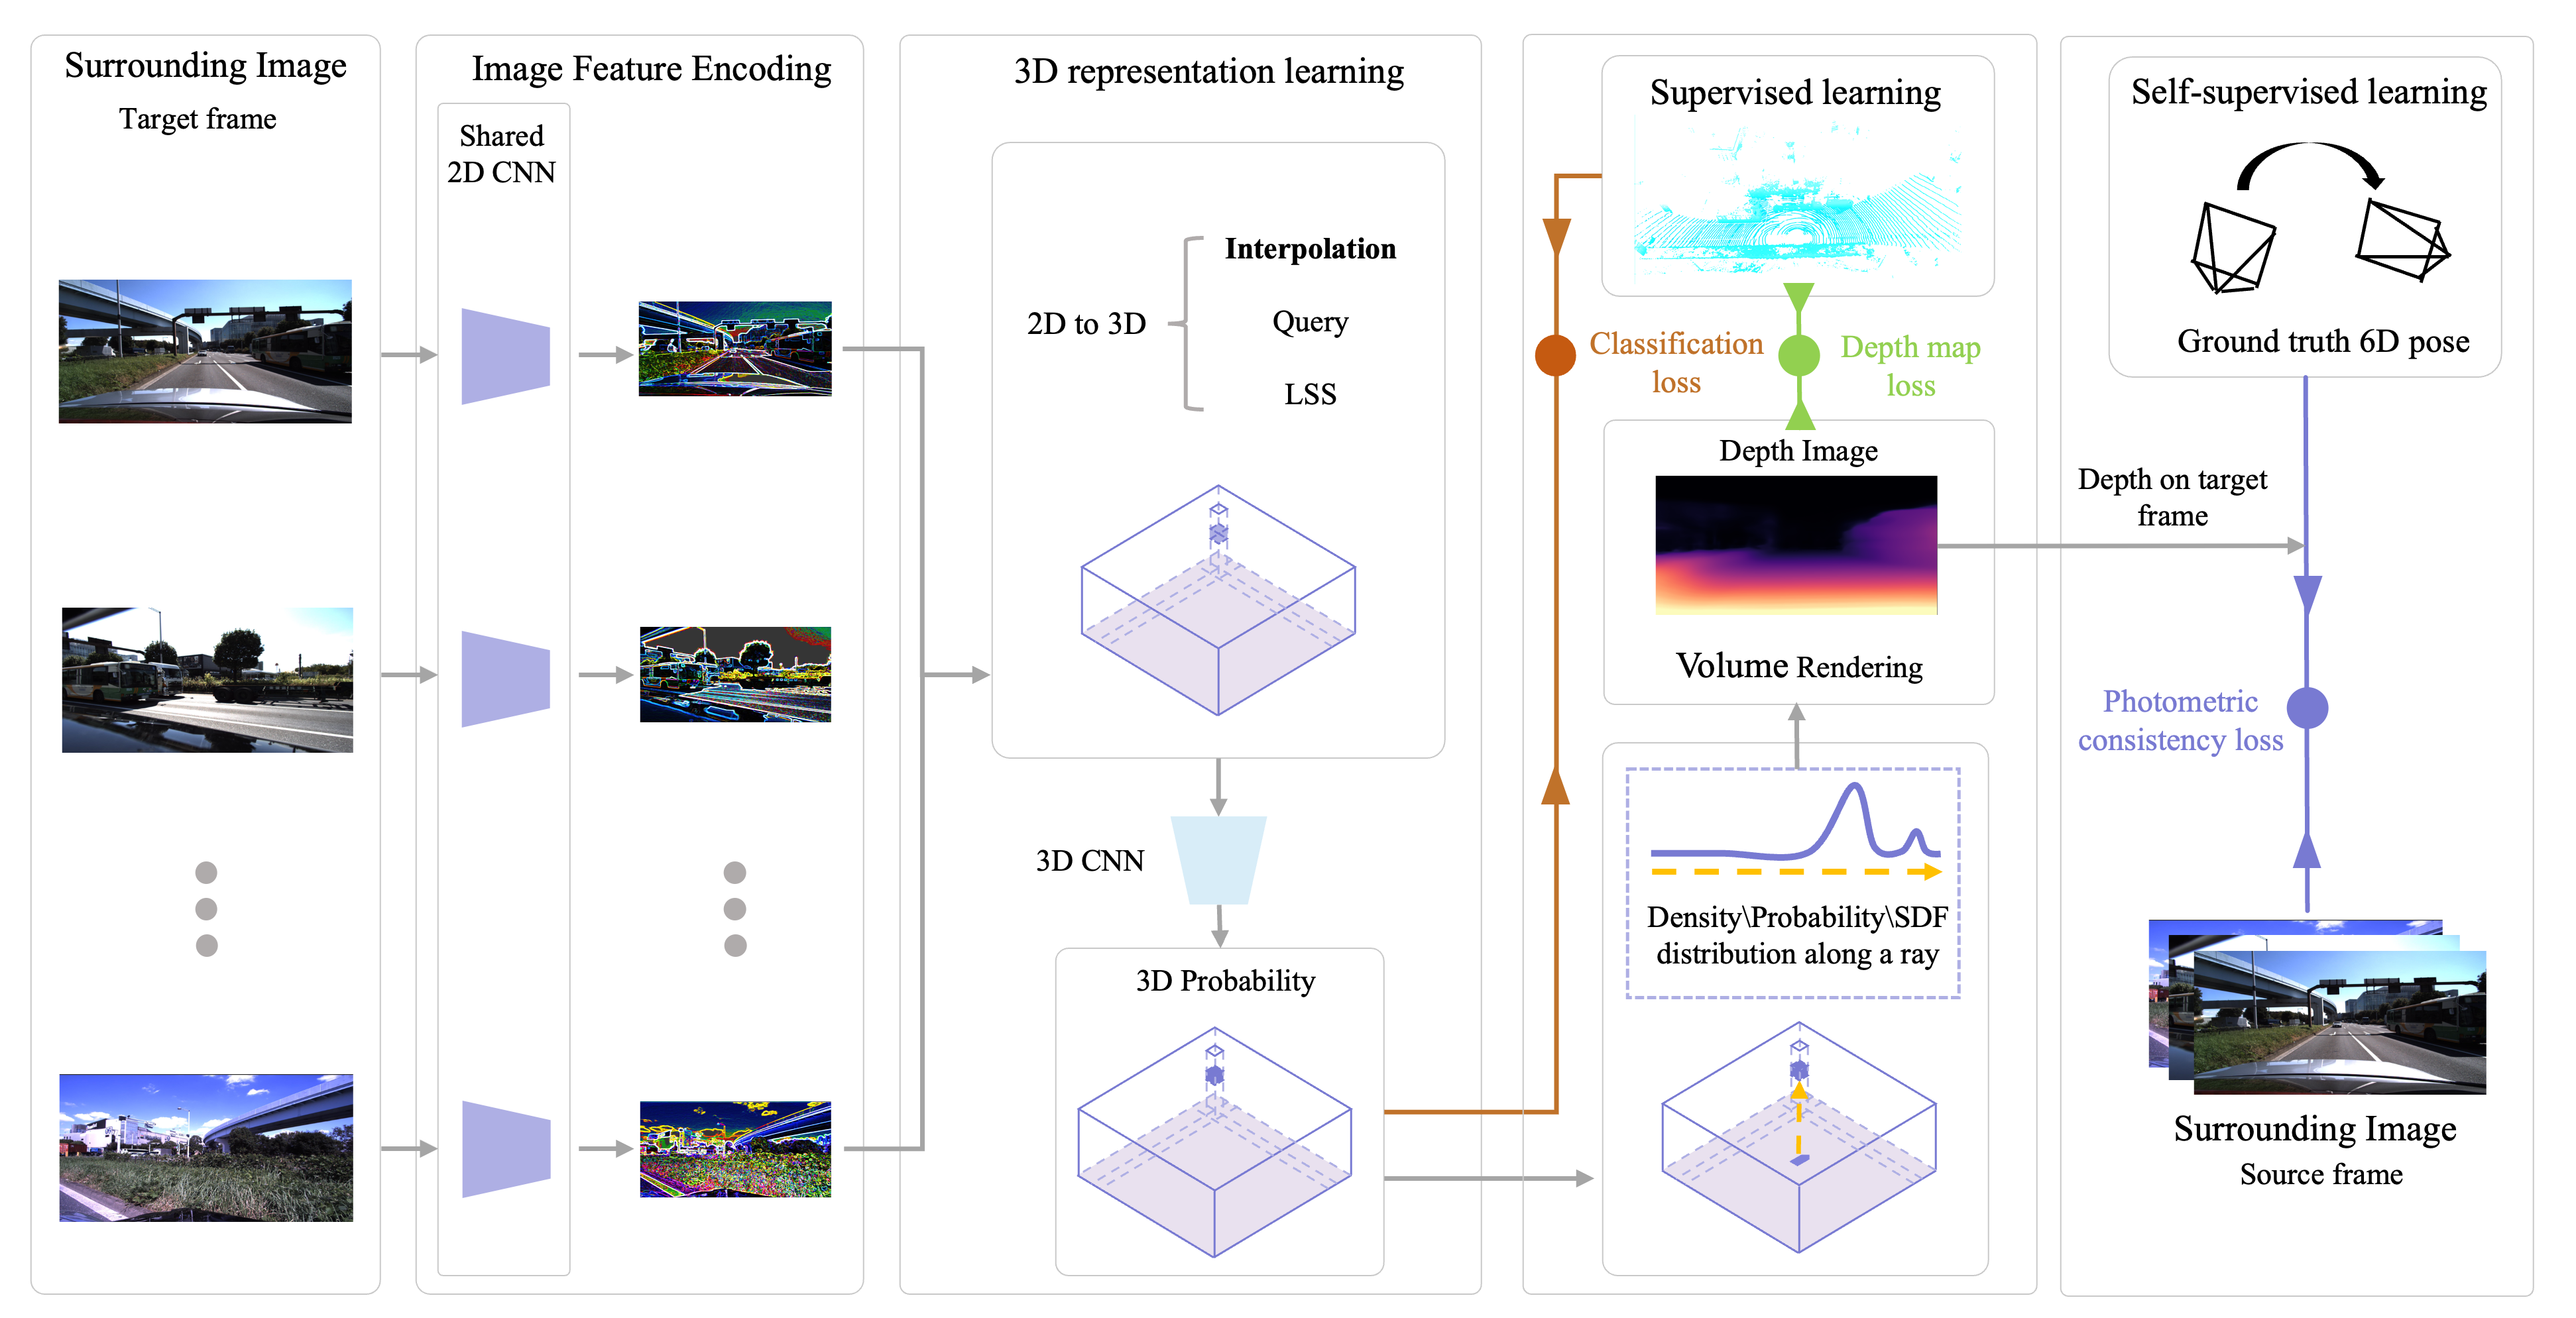 Surrounding Image
Target frame
Image Feature Encoding
Shared
2D CNN
3D representation learning
2D to 3D
Interpolation
Query
LSS
3D CNN
3D Probability
Supervised learning
Classification
loss
Depth map
loss
Depth Image
Volume Rendering
Density\Probability\SDF
distribution along a ray
Self-supervised learning
Ground truth 6D pose
Depth on target
frame
Photometric
consistency loss
Surrounding Image
Source frame